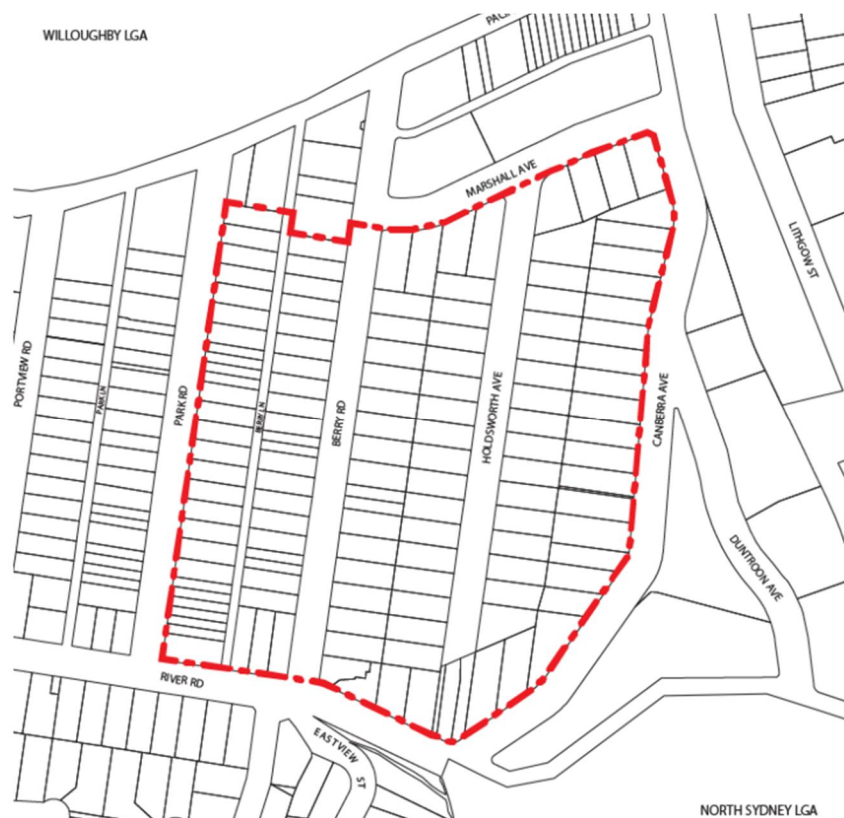 WILLOUGHBY LGA
MARSHALL AVE
LITHGOW ST
PORTVIEW RD
PARK LN
PARK RD
BERRY LN
BERRY RD
HOLDSWORTH AVE
CANBERRA AVE
DUNTROON AVE
RIVER RD
EASTVIEW ST
NORTH SYDNEY LGA